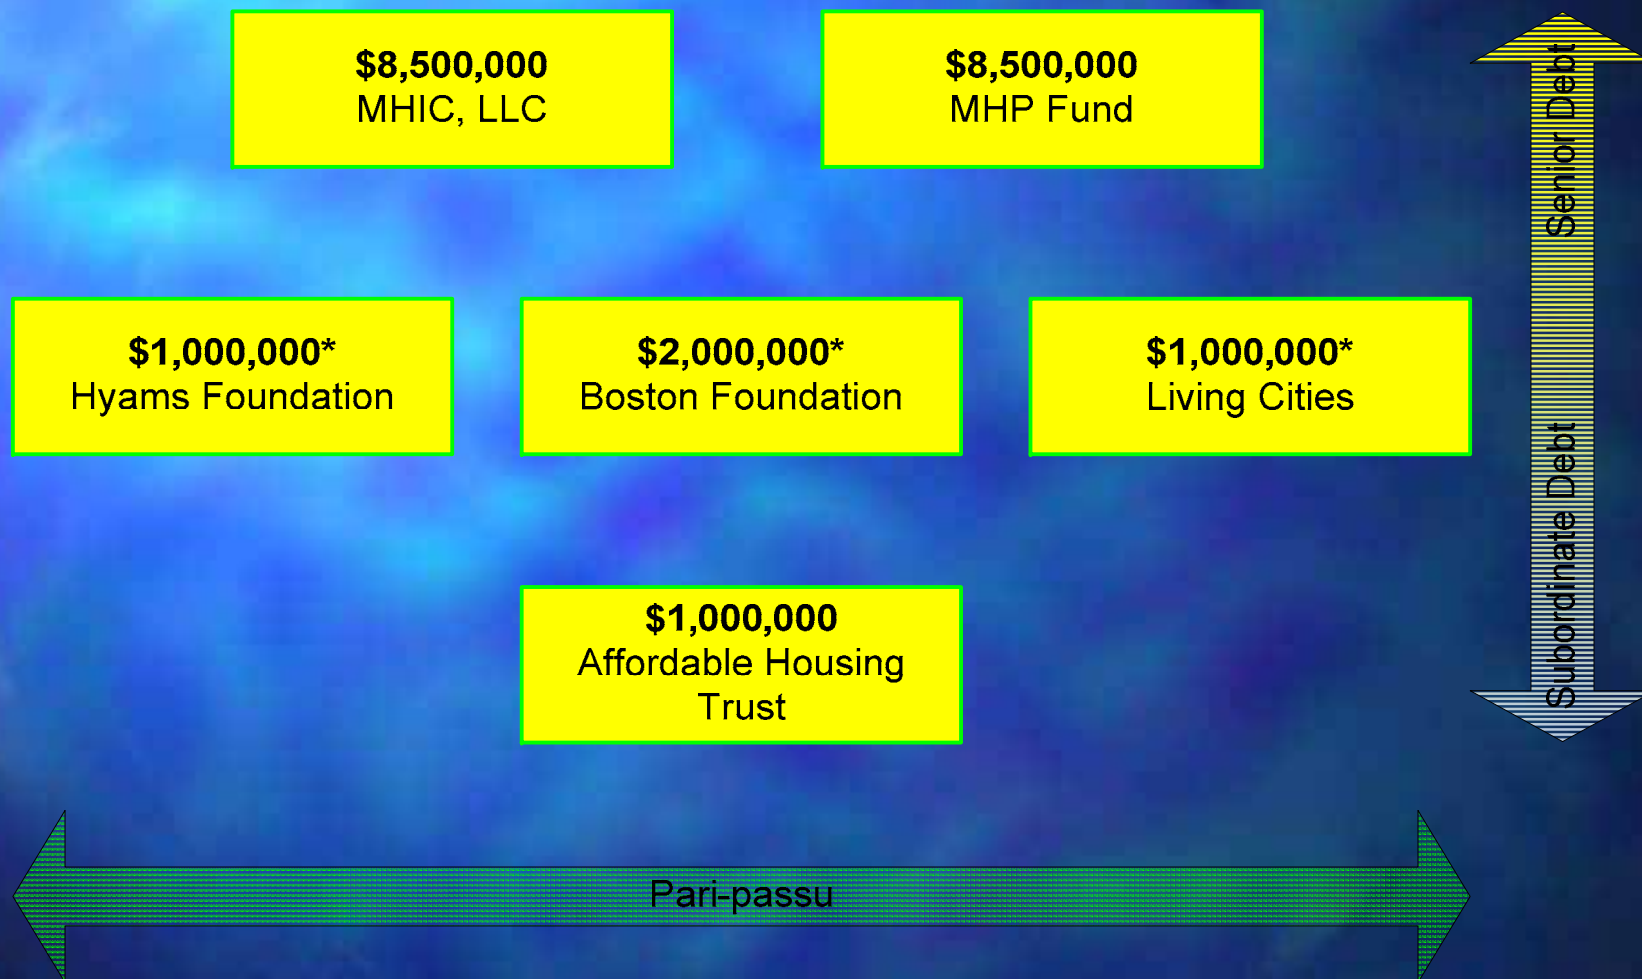 $8,500,000
MHIC, LLC
$8,500,000
MHP Fund
Senior Debt
$1,000,000*
Hyams Foundation
$2,000,000*
Boston Foundation
$1,000,000*
Living Cities
Subordinate Debt
$1,000,000
Affordable Housing
Trust
Pari-passu